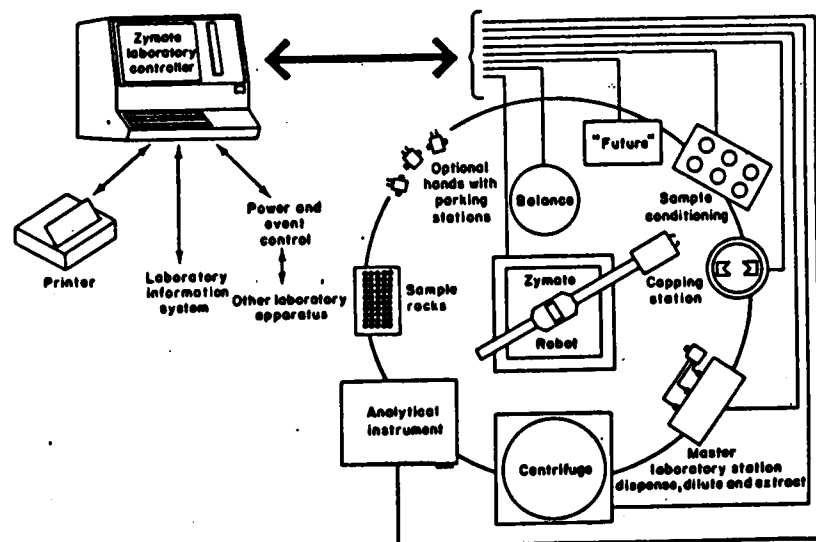 Zymate
laboratory
controller
"Future"
Optional
hands with
parking
stations
Balance
Sample
conditioning
Power and
event
control
Printer
Laboratory
information
system
Other laboratory
apparatus
Sample
racks
Zymate
Robot
Capping
station
Analytical
instrument
Centrifuge
Master
laboratory station
dispense, dilute and extract